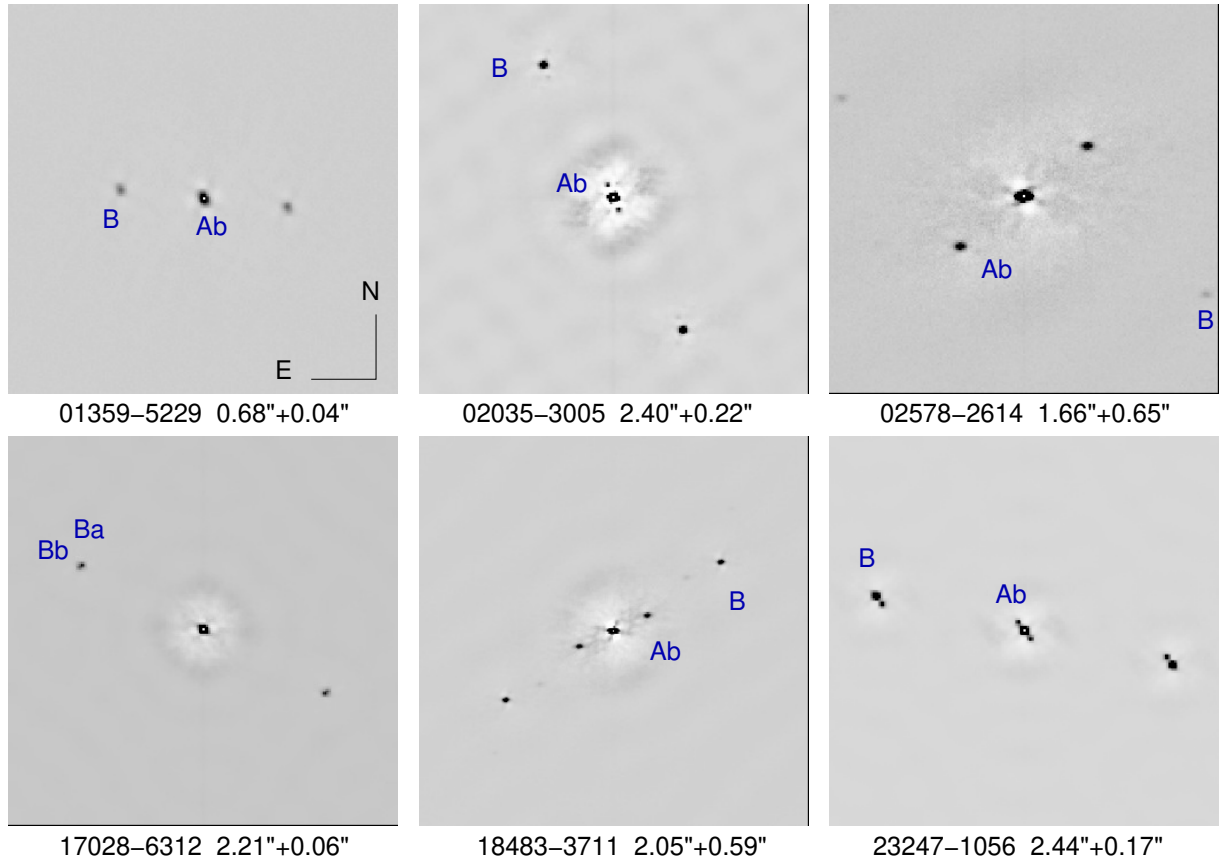 B
Ab
N
E
01359−5229 0.68"+0.04"
B
Ab
02035−3005 2.40"+0.22"
Ab
B
02578−2614 1.66"+0.65"
Ba
Bb
17028−6312 2.21"+0.06"
B
Ab
18483−3711 2.05"+0.59"
B
Ab
23247−1056 2.44"+0.17"